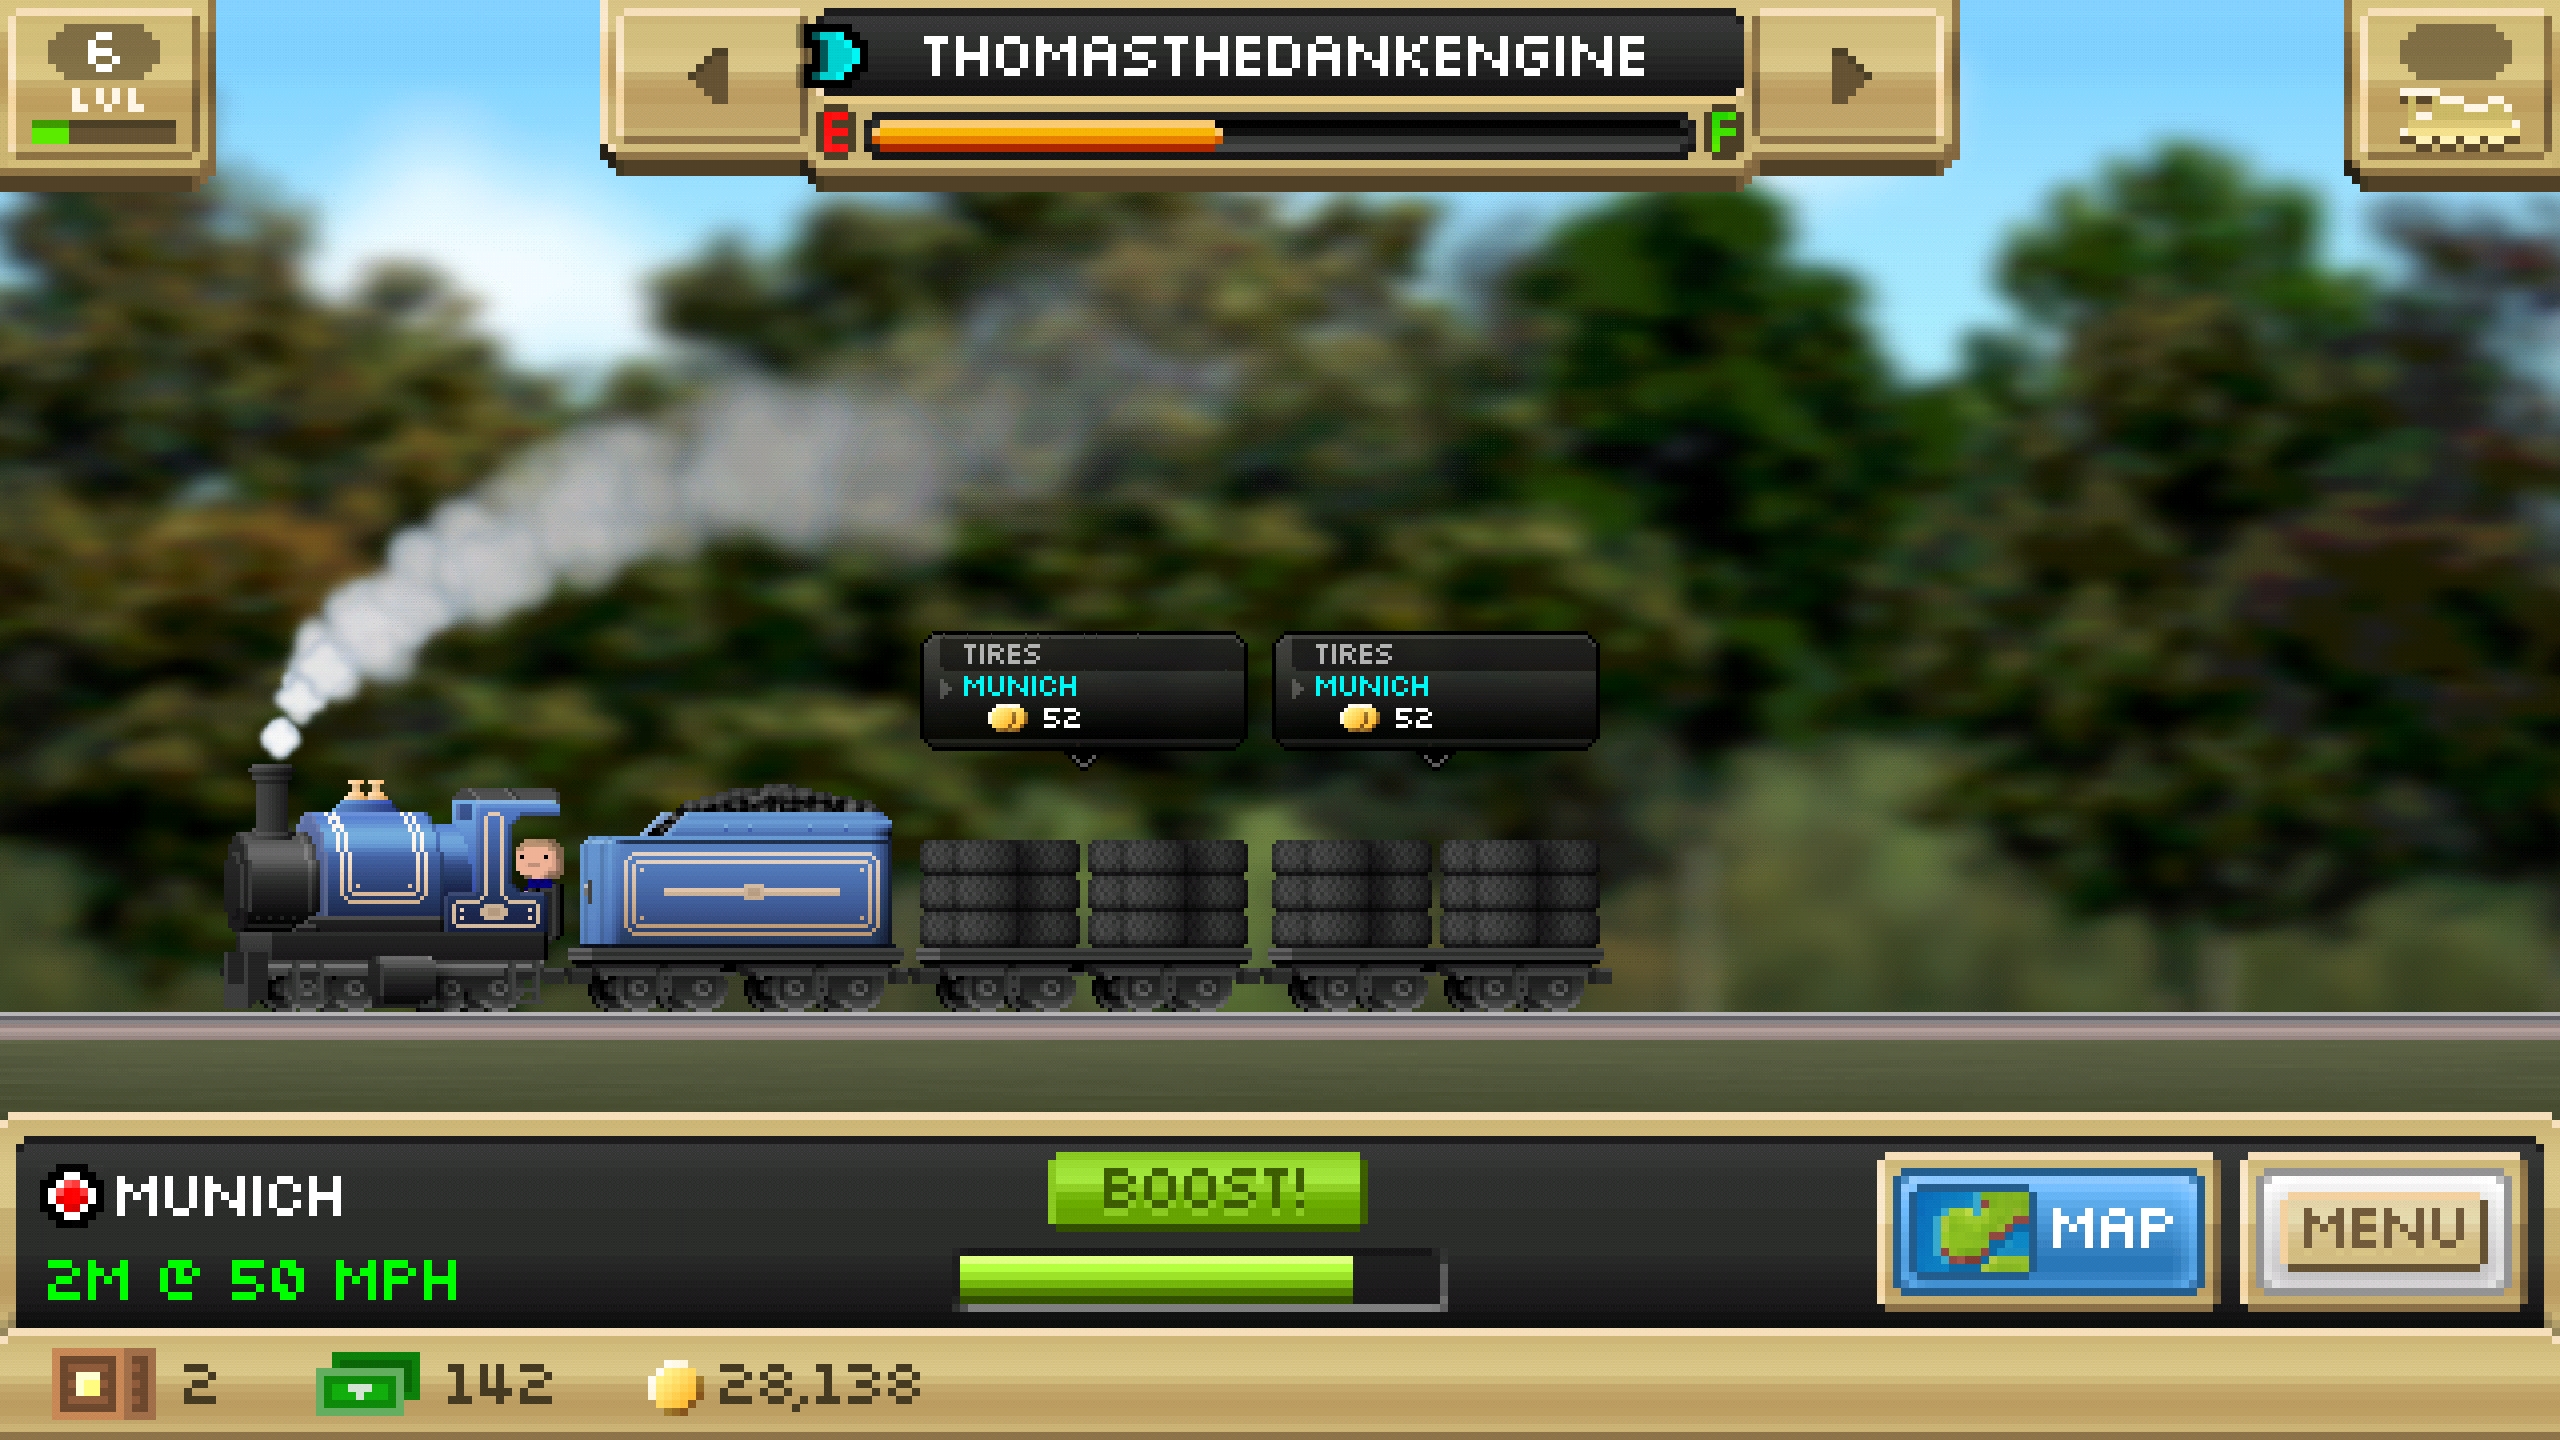 6
LVL
THOMASTHEDANKENGINE
E F
TIRES
MUNICH
52
TIRES
MUNICH
52
MUNICH
2M @ 50 MPH
BOOST!
MAP
MENU
2 142 28,138